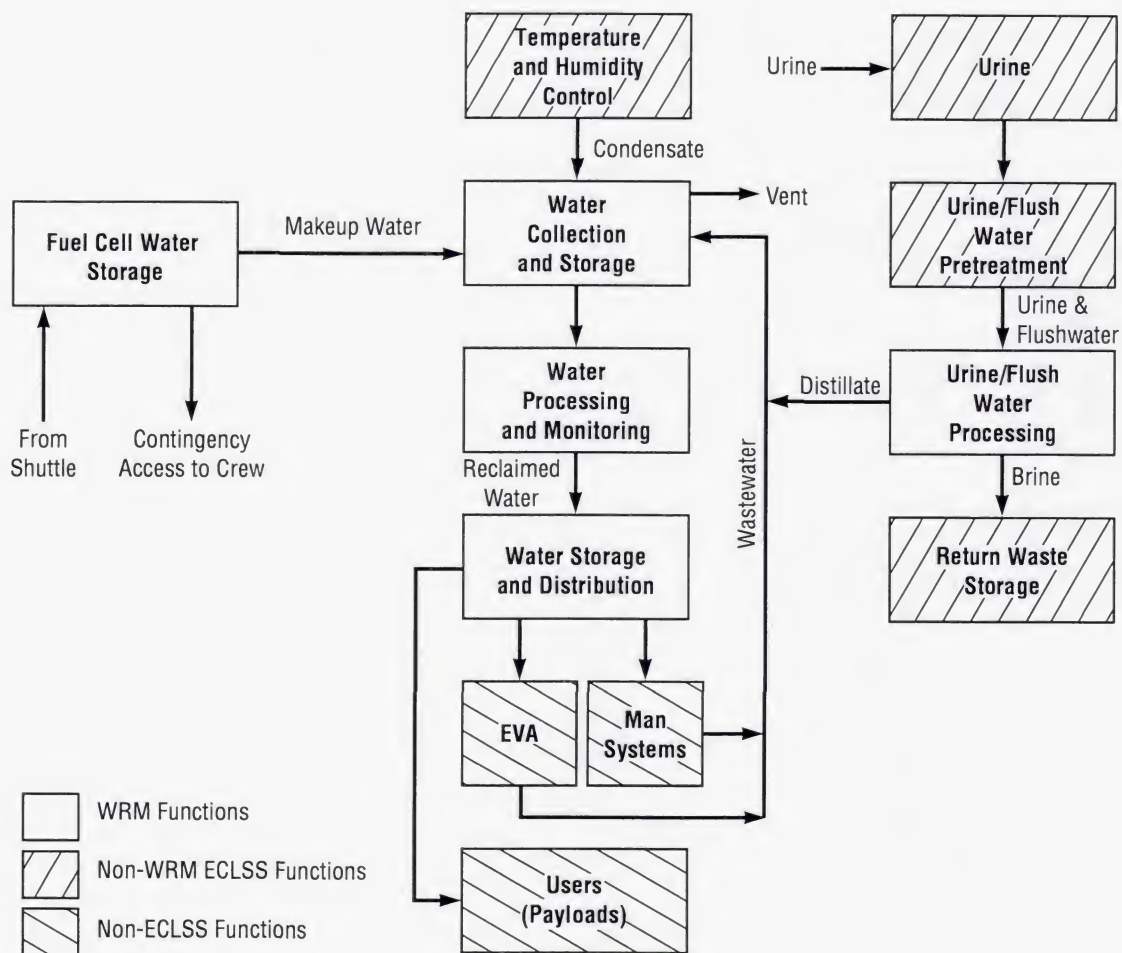 Temperature
and Humidity
Control
Urine
Urine
Condensate
Water
Collection
and Storage
Vent
Urine/Flush
Water
Pretreatment
Fuel Cell Water
Storage
Makeup Water
Urine &
Flushwater
From
Shuttle
Contingency
Access to Crew
Water
Processing
and Monitoring
Distillate
Urine/Flush
Water
Processing
Reclaimed
Water
Wastewater
Brine
Water Storage
and Distribution
Return Waste
Storage
EVA
Man
Systems
Users
(Payloads)
WRM Functions
Non-WRM ECLSS Functions
Non-ECLSS Functions